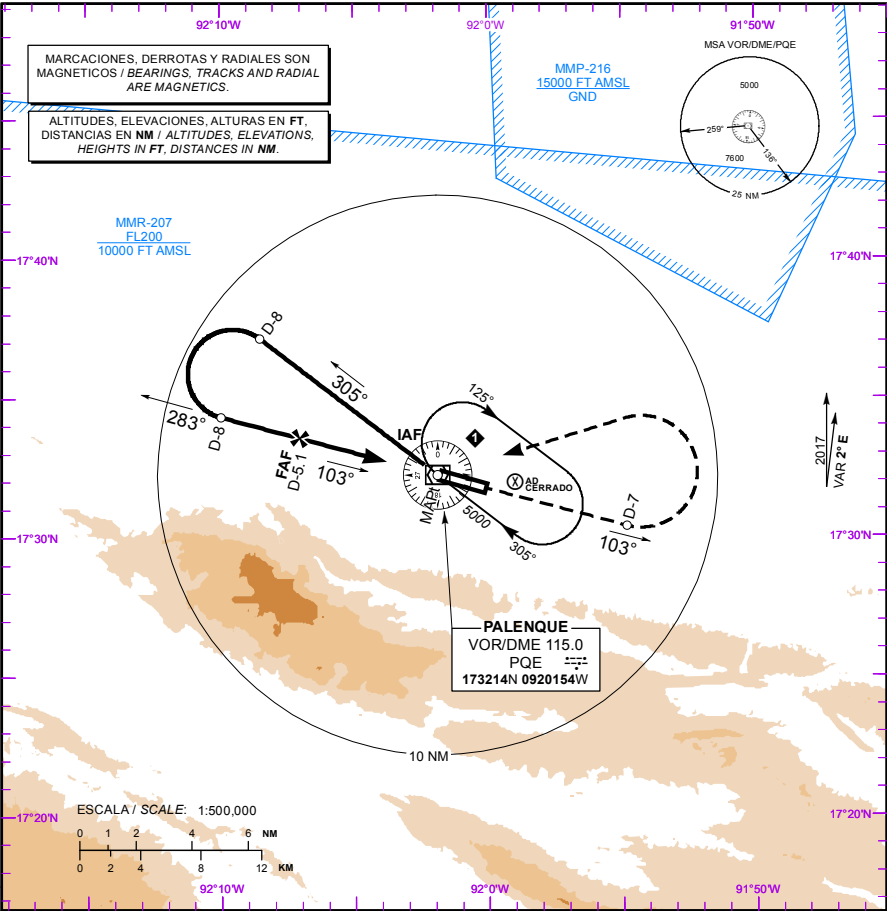 92°10'W
92°0'W
91°50'W
MARCACIONES, DERROTAS Y RADIALES SON
MAGNETICOS / BEARINGS, TRACKS AND RADIAL
ARE MAGNETICS.
ALTITUDES, ELEVACIONES, ALTURAS EN FT,
DISTANCIAS EN NM / ALTITUDES, ELEVATIONS,
HEIGHTS IN FT, DISTANCES IN NM.
MMP-216
15000 FT AMSL
GND
MSA VOR/DME/PQE
5000
259°
136°
7600
25 NM
MMR-207
FL200
10000 FT AMSL
17°40'N
17°40'N
D-8
305°
283°
D-8
FAF
D-5.1
103°
IAF
MAPt
125°
1
AD
CERRADO
5000
305°
D-7
103°
2017
VAR 2° E
17°30'N
17°30'N
PALENQUE
VOR/DME 115.0
PQE
173214N 0920154W
10 NM
17°20'N
17°20'N
ESCALA / SCALE: 1:500,000
0 1 2 4 6 NM
0 2 4 8 12 KM
92°10'W
92°0'W
91°50'W